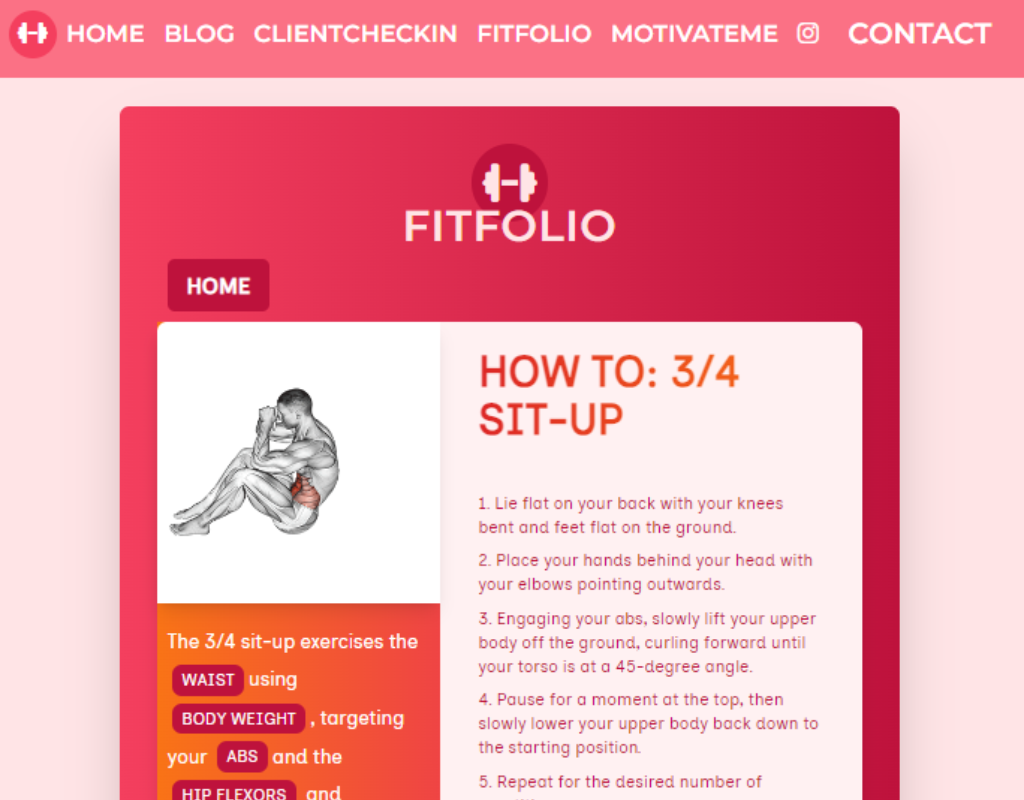 HOME BLOG CLIENTCHECKIN FITFOLIO MOTIVATEME CONTACT
FITFOLIO
HOME
HOW TO: 3/4
SIT-UP
1. Lie flat on your back with your knees
bent and feet flat on the ground.
2. Place your hands behind your head with
your elbows pointing outwards.
3. Engaging your abs, slowly lift your upper
body off the ground, curling forward until
your torso is at a 45-degree angle.
4. Pause for a moment at the top, then
slowly lower your upper body back down to
the starting position.
5. Repeat for the desired number of
The 3/4 sit-up exercises the
WAIST using
BODY WEIGHT , targeting
your ABS and the
HIP FLEXORS and